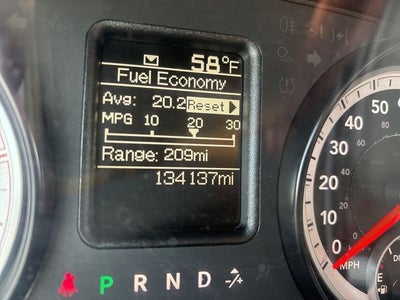 58°F
Fuel Economy
Avg: 20.2 Reset
MPG 10 20 30
Range: 209mi
134137mi
P R N D -/+
50
40
30
20
10
0
MPH
E